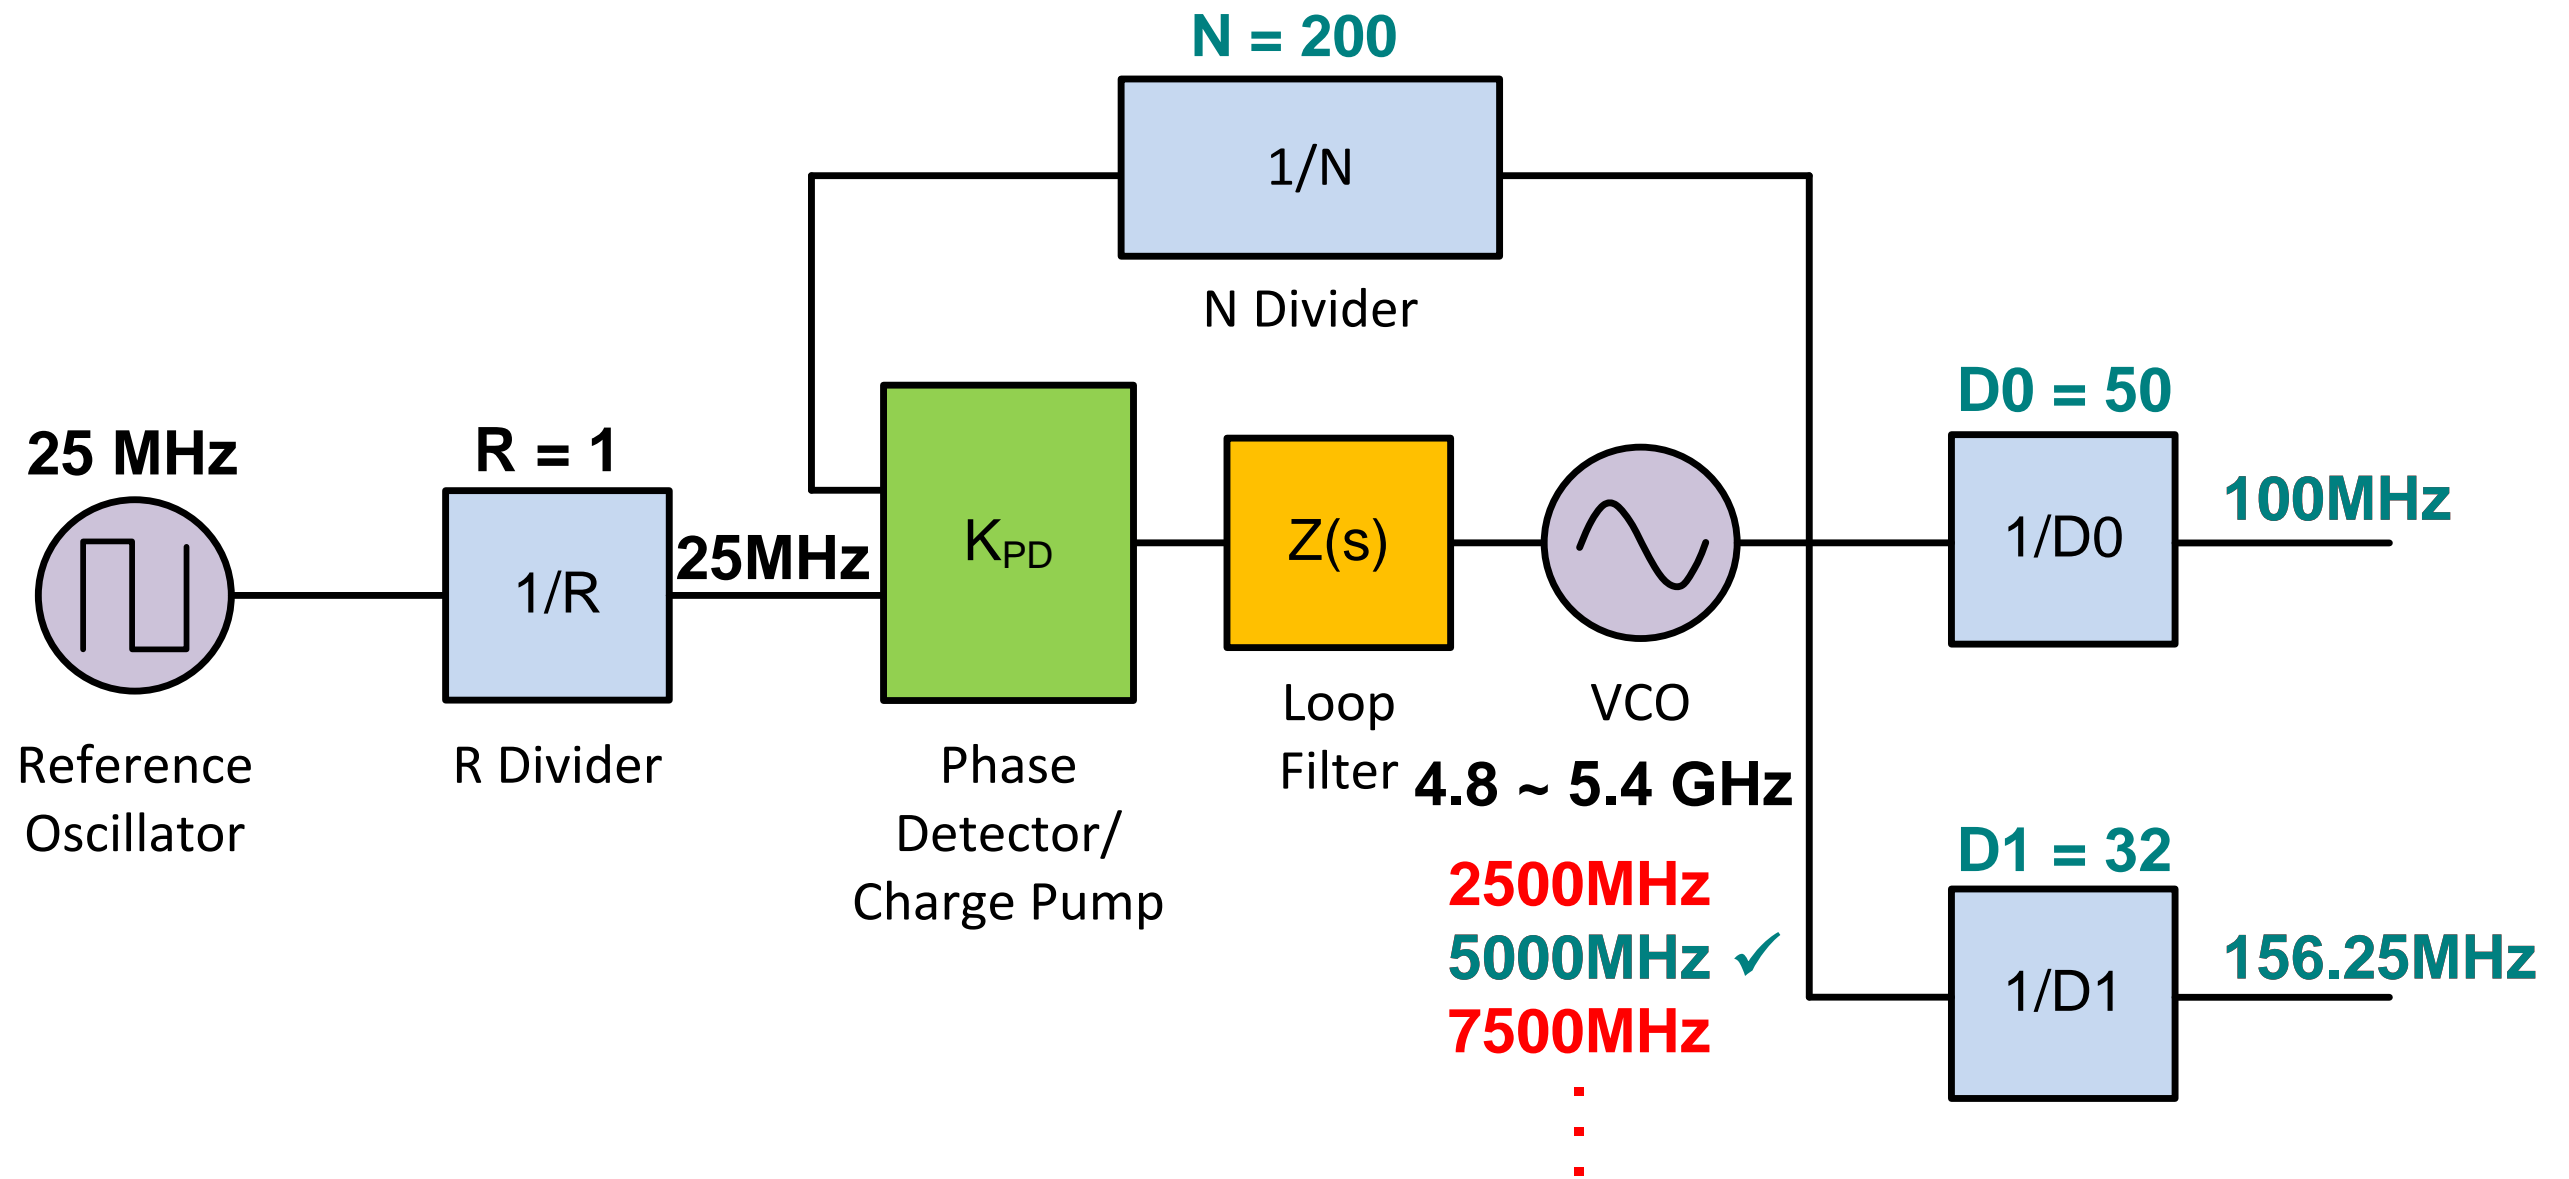 N = 200
1/N
N Divider
25 MHz
Reference
Oscillator
R = 1
1/R
R Divider
25MHz
KPD
Phase
Detector/
Charge Pump
Z(s)
Loop
Filter
VCO
4.8 ~ 5.4 GHz
2500MHz
5000MHz ✓
7500MHz
D0 = 50
1/D0
100MHz
D1 = 32
1/D1
156.25MHz